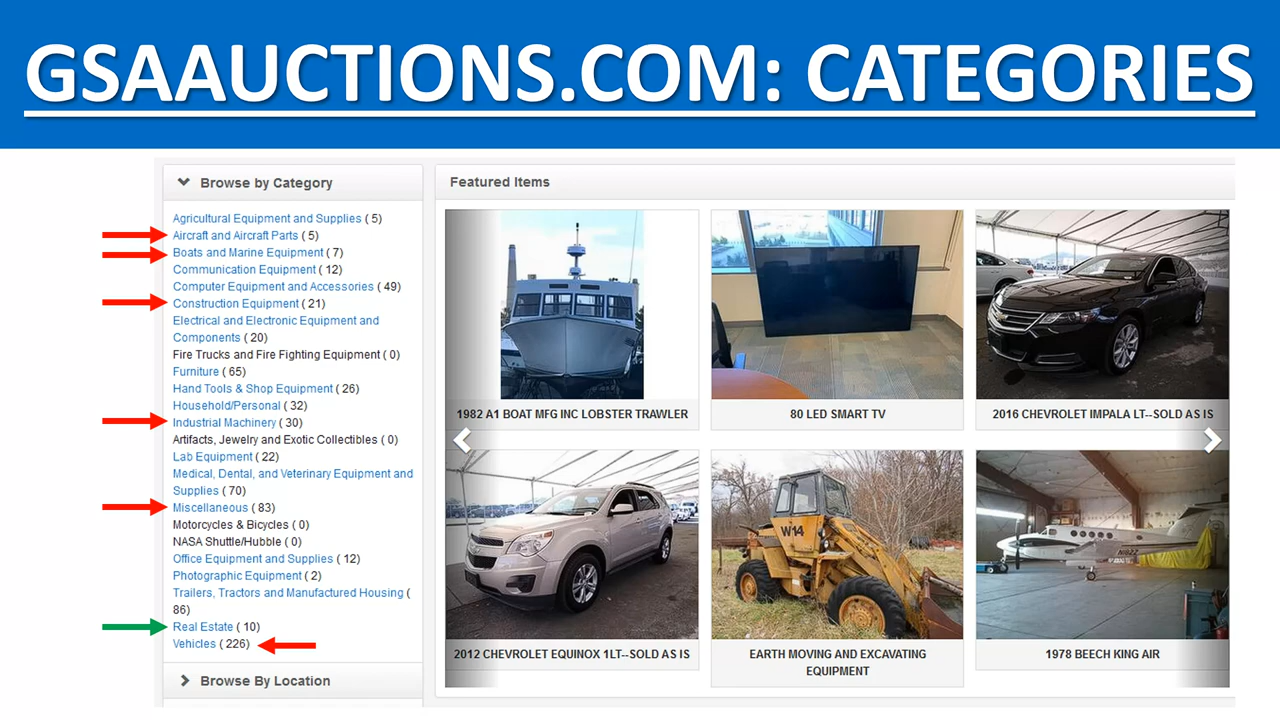 GSAAUCTIONS.COM: CATEGORIES
Browse by Category
Agricultural Equipment and Supplies ( 5)
Aircraft and Aircraft Parts ( 5)
Boats and Marine Equipment ( 7)
Communication Equipment ( 12)
Computer Equipment and Accessories ( 49)
Construction Equipment ( 21)
Electrical and Electronic Equipment and
Components ( 20)
Fire Trucks and Fire Fighting Equipment ( 0)
Furniture ( 65)
Hand Tools & Shop Equipment ( 26)
Household/Personal ( 32)
Industrial Machinery ( 30)
Artifacts, Jewelry and Exotic Collectibles ( 0)
Lab Equipment ( 22)
Medical, Dental, and Veterinary Equipment and
Supplies ( 70)
Miscellaneous ( 83)
Motorcycles & Bicycles ( 0)
NASA Shuttle/Hubble ( 0)
Office Equipment and Supplies ( 12)
Photographic Equipment ( 2)
Trailers, Tractors and Manufactured Housing (
86)
Real Estate ( 10)
Vehicles ( 226)
Browse By Location
Featured Items
1982 A1 BOAT MFG INC LOBSTER TRAWLER
80 LED SMART TV
2016 CHEVROLET IMPALA LT--SOLD AS IS
2012 CHEVROLET EQUINOX 1LT--SOLD AS IS
W14
EARTH MOVING AND EXCAVATING
EQUIPMENT
1978 BEECH KING AIR